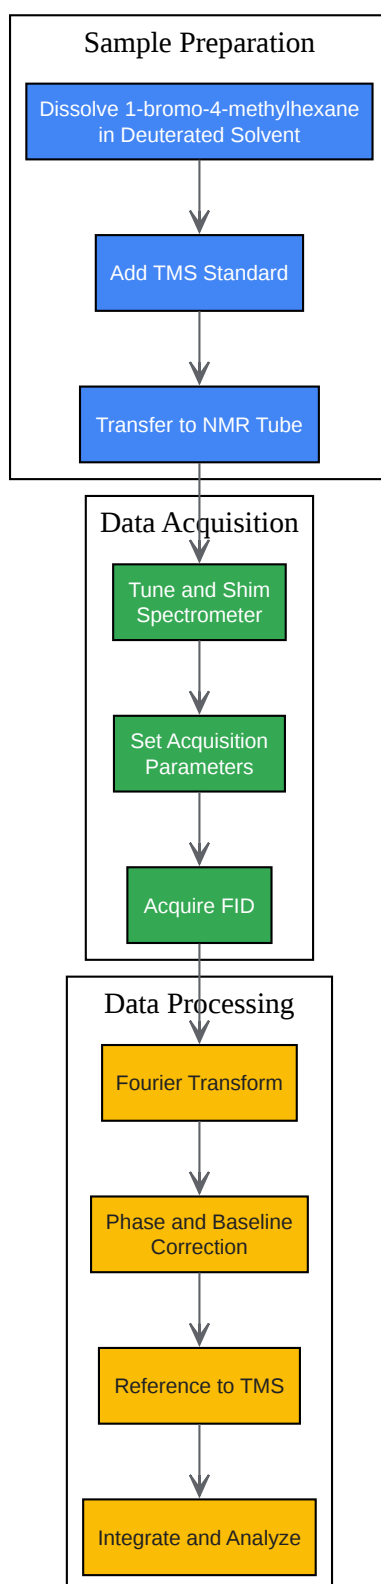 Sample Preparation
Dissolve 1-bromo-4-methylhexane
in Deuterated Solvent
Add TMS Standard
Transfer to NMR Tube
Data Acquisition
Tune and Shim
Spectrometer
Set Acquisition
Parameters
Acquire FID
Data Processing
Fourier Transform
Phase and Baseline
Correction
Reference to TMS
Integrate and Analyze